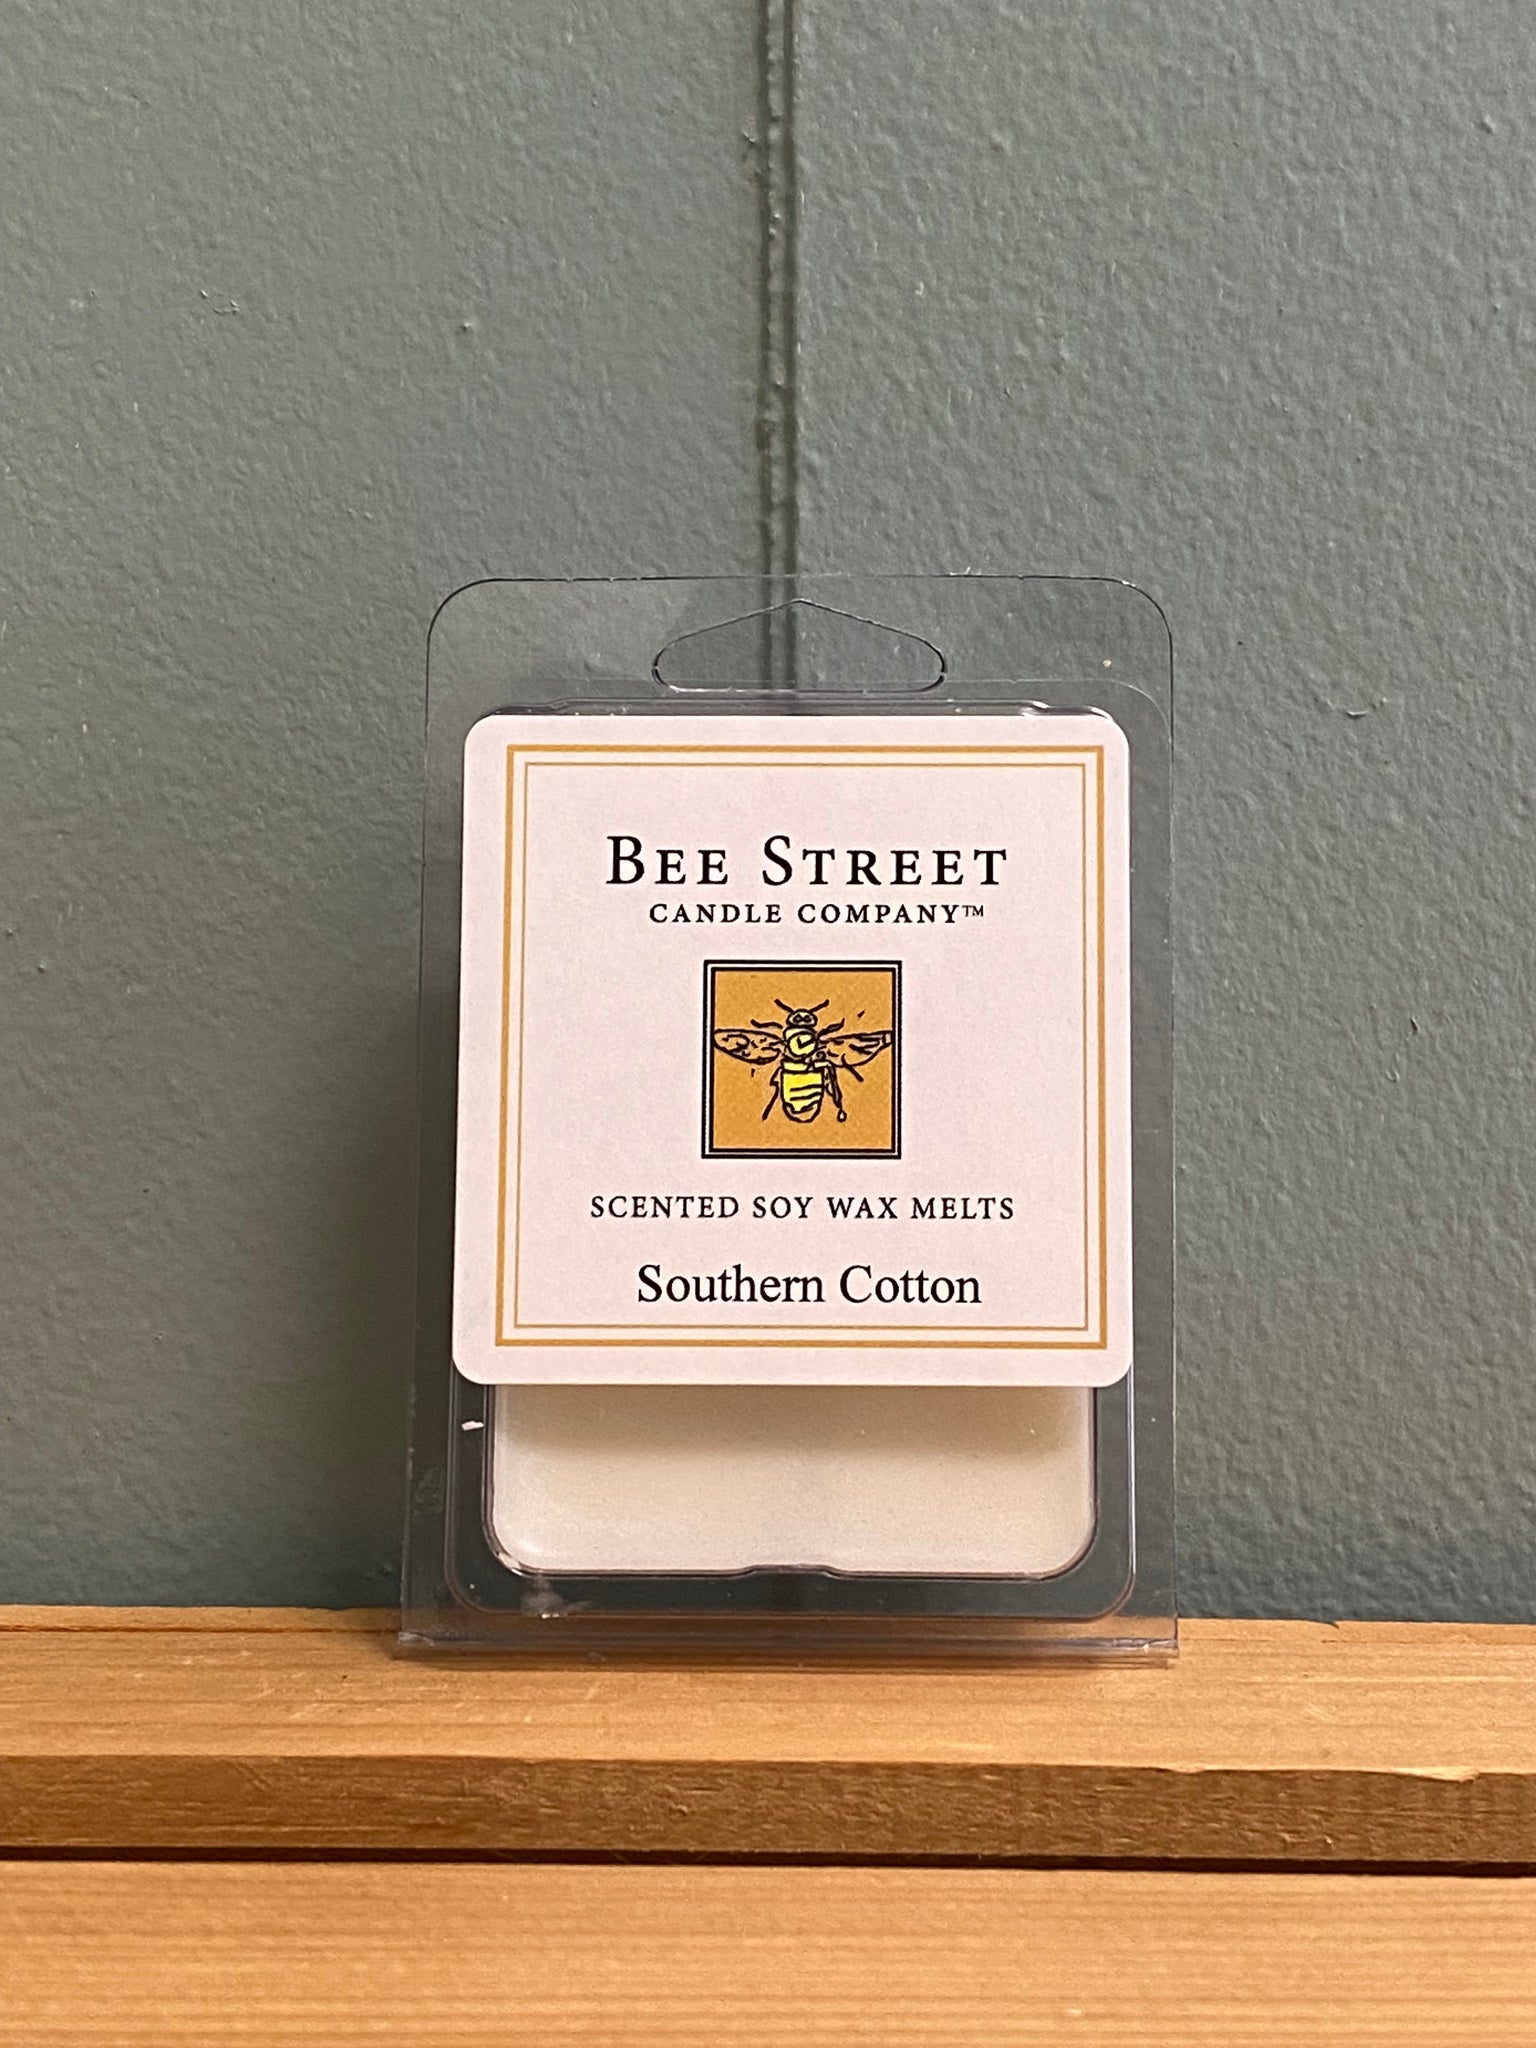 BEE STREET
CANDLE COMPANY™
SCENTED SOY WAX MELTS
Southern Cotton